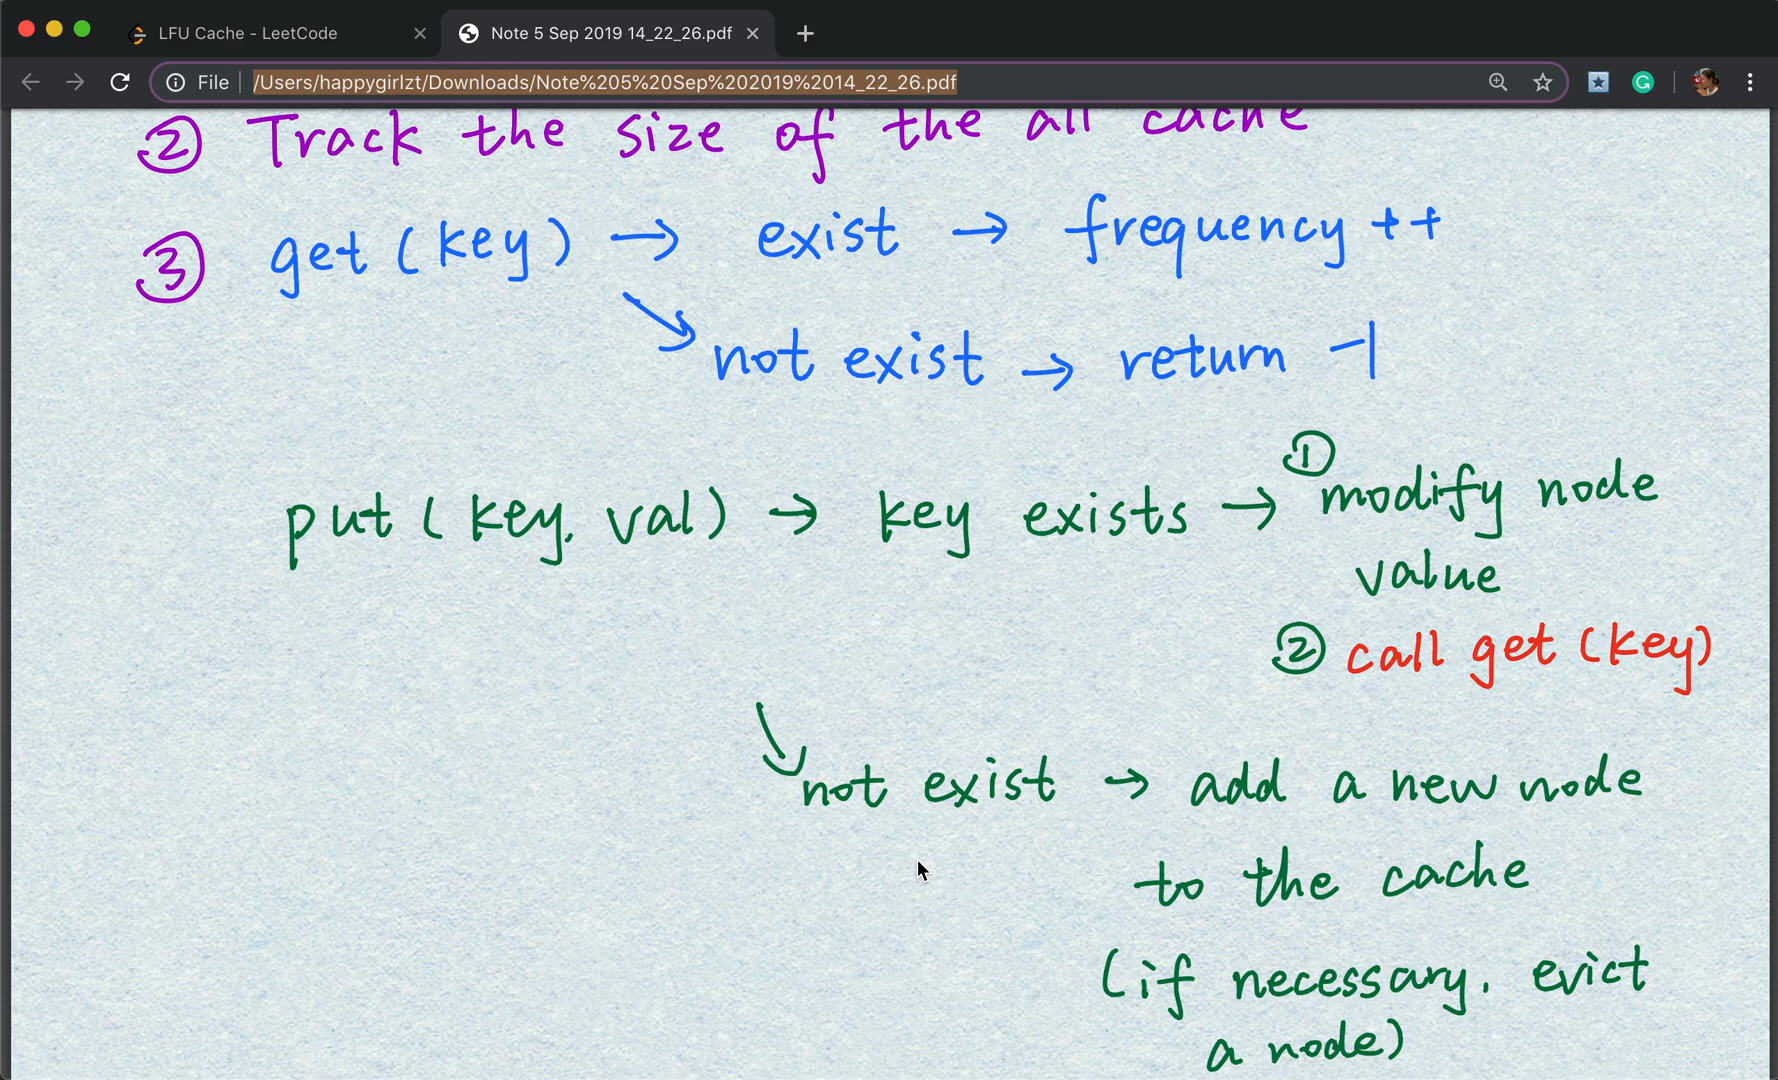 LFU Cache - LeetCode
Note 5 Sep 2019 14_22_26.pdf
File /Users/happygirlzt/Downloads/Note%205%20Sep%202019%2014_22_26.pdf
② Track the size of the all cache
③ get (key) → exist → frequency ++
↘ not exist → return -1
put (key, val) → key exists → ① modify node
value
② call get (key)
↘ not exist → add a new node
to the cache
(if necessary, evict
a node)